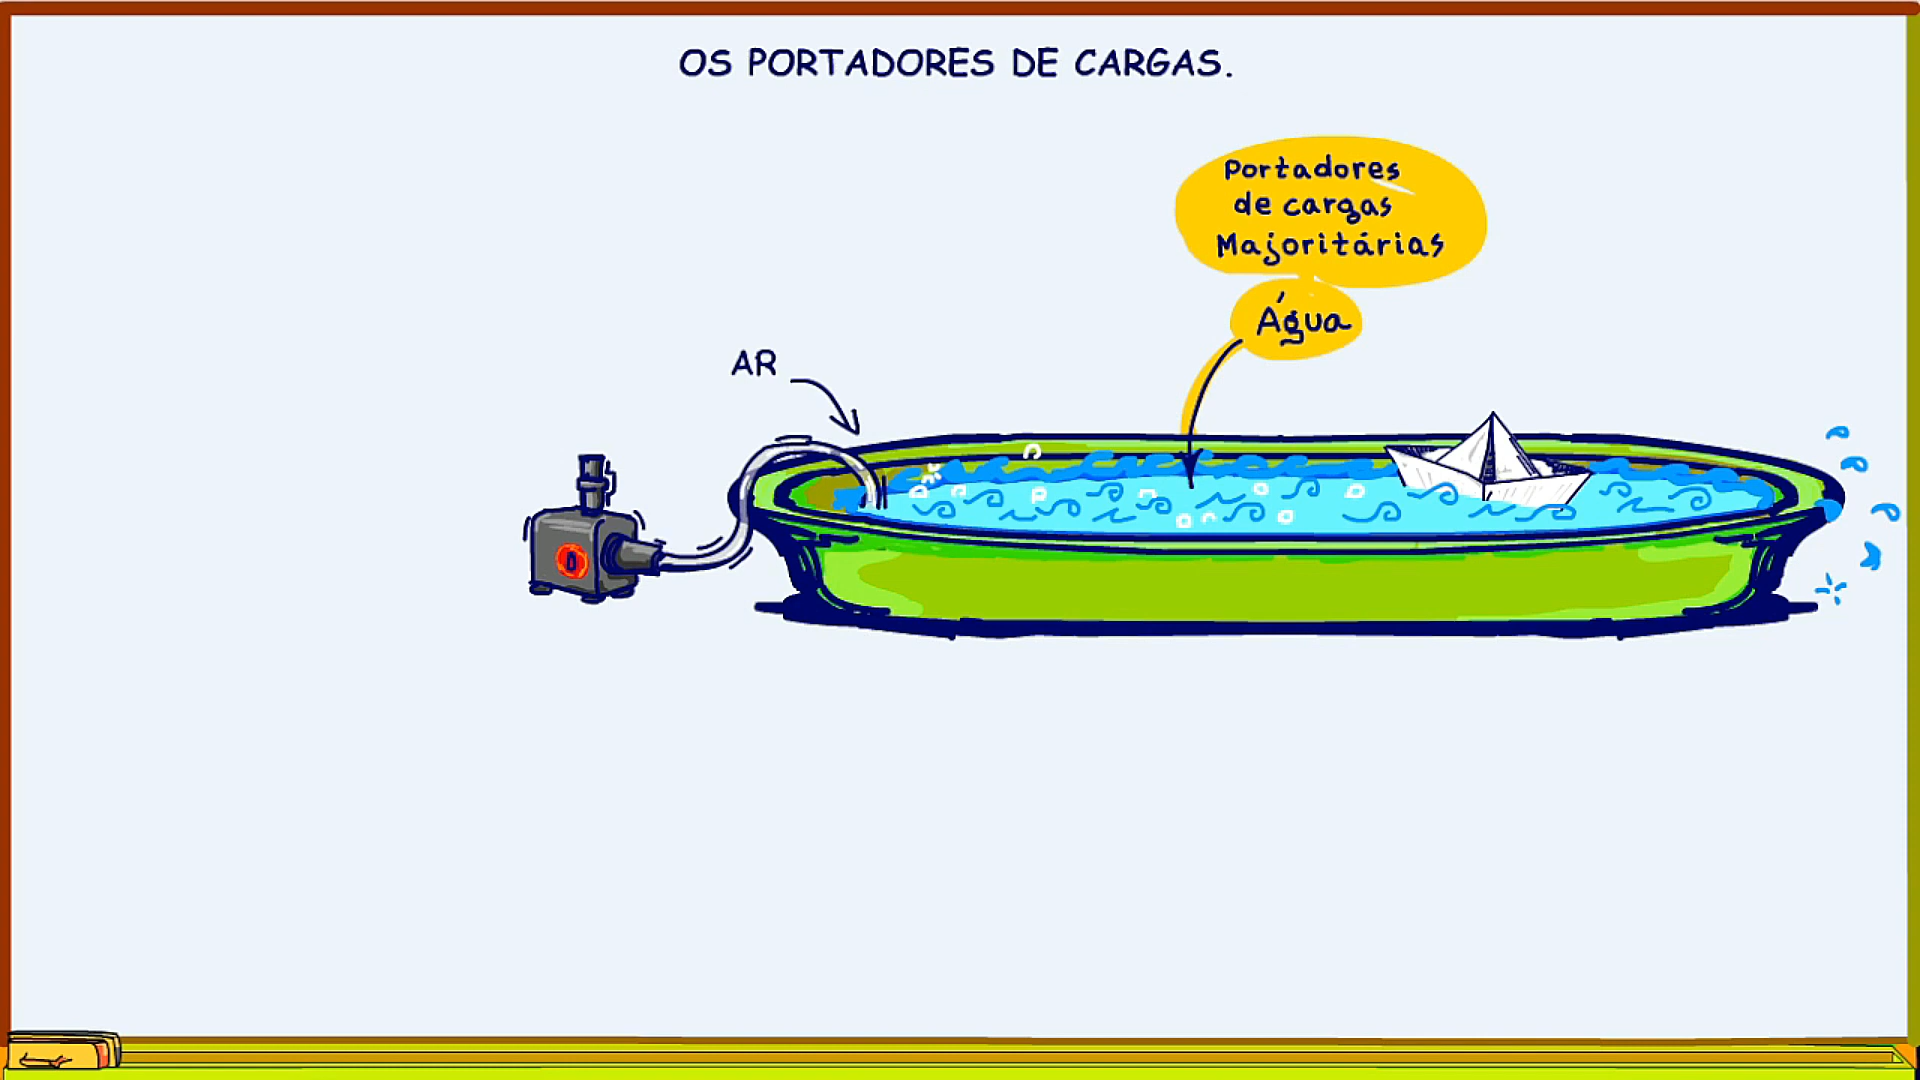 OS PORTADORES DE CARGAS.
Portadores
de cargas
Majoritárias
Água
AR